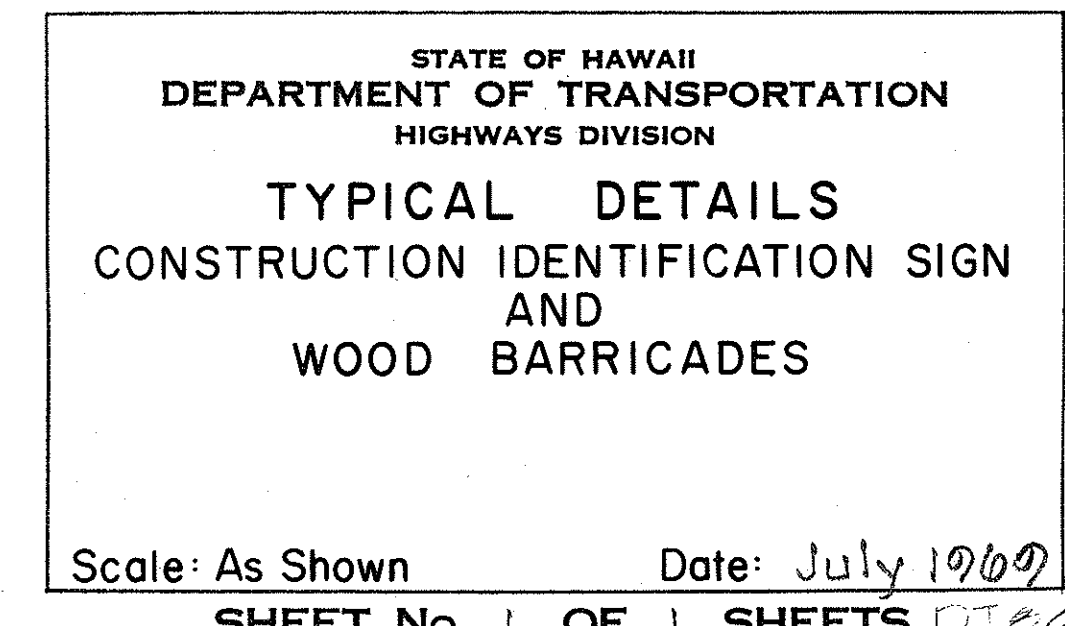 STATE OF HAWAII
DEPARTMENT OF TRANSPORTATION
HIGHWAYS DIVISION
TYPICAL DETAILS
CONSTRUCTION IDENTIFICATION SIGN
AND
WOOD BARRICADES
Scale: As Shown Date: July 1969
SHEET No. 1 OF 1 SHEETS